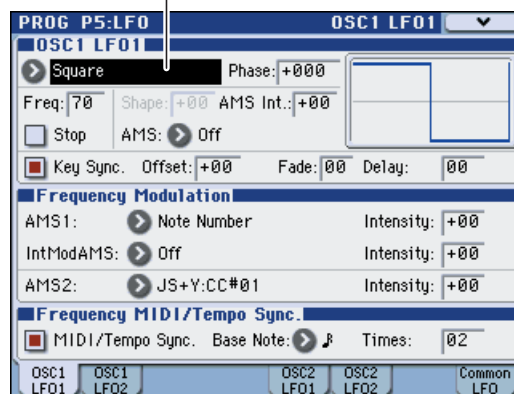 PROG P5:LFO OSC1 LFO1
OSC1 LFO1
Square Phase: +000
Freq: 70 Shape: +00 AMS Int.: +00
Stop AMS: Off
Key Sync. Offset: +00 Fade: 00 Delay: 00
Frequency Modulation
AMS1: Note Number Intensity: +00
IntModAMS: Off Intensity: +00
AMS2: JS+Y:CC#01 Intensity: +00
Frequency MIDI/Tempo Sync.
MIDI/Tempo Sync. Base Note: ♪ Times: 02
OSC1 LFO1 OSC1 LFO2 OSC2 LFO1 OSC2 LFO2 Common LFO